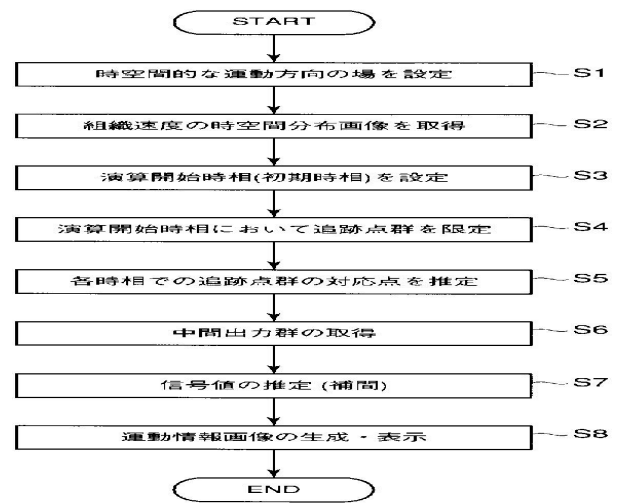 START
時空間的な運動方向の場を設定 S1
組織速度の時空間分布画像を取得 S2
演算開始時相(初期時相)を設定 S3
演算開始時相において追跡点群を限定 S4
各時相での追跡点群の対応点を推定 S5
中間出力群の取得 S6
信号値の推定 (補間) S7
運動情報画像の生成・表示 S8
END